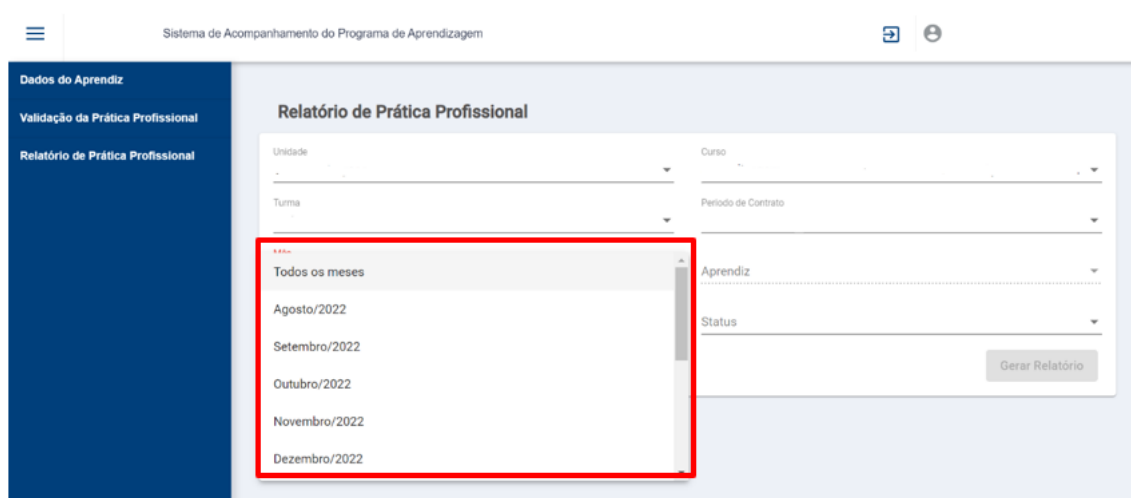 Sistema de Acompanhamento do Programa de Aprendizagem
Dados do Aprendiz
Validação da Prática Profissional
Relatório de Prática Profissional
Relatório de Prática Profissional
Unidade
Curso
Turma
Período de Contrato
Todos os meses
Agosto/2022
Setembro/2022
Outubro/2022
Novembro/2022
Dezembro/2022
Aprendiz
Status
Gerar Relatório